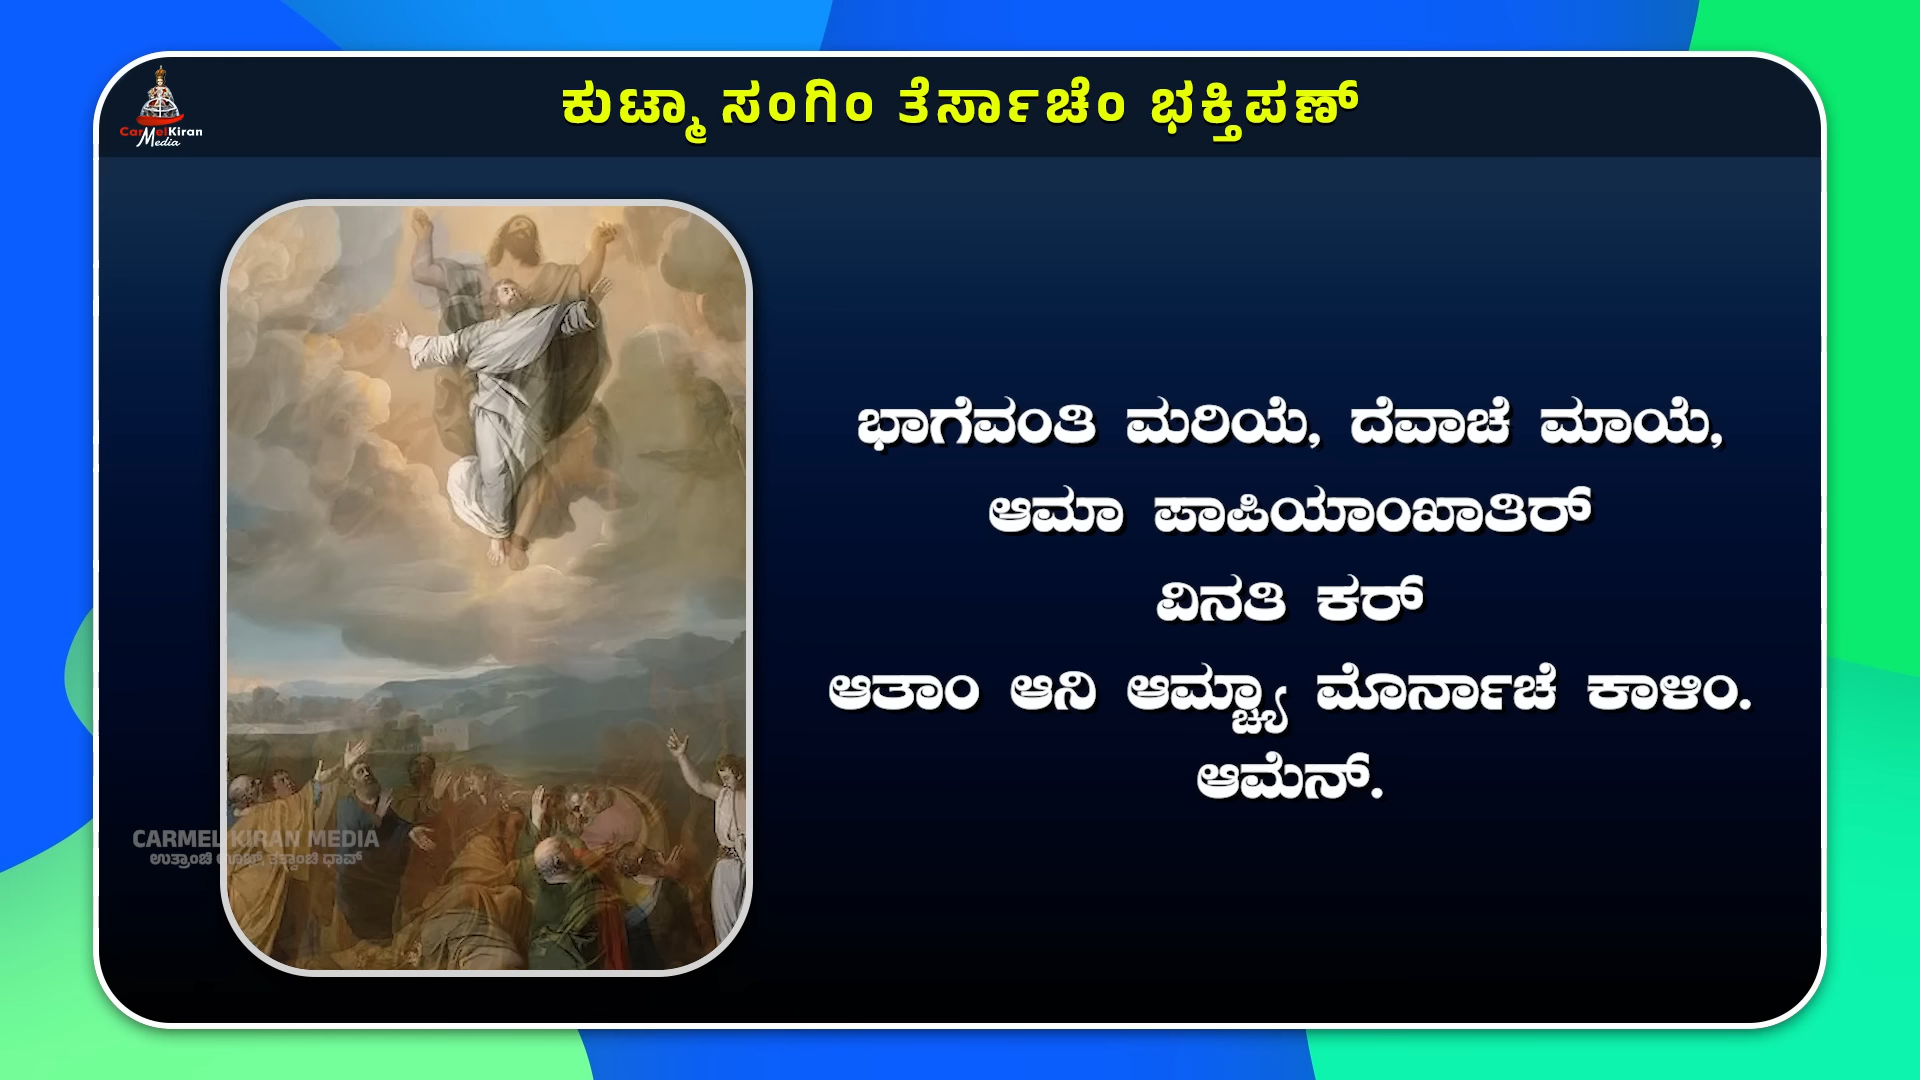 ಕುಟ್ಮಾ ಸಂಗಿಂ ತೆರ್ಸಾಚೆಂ ಭಕ್ತಿಪಣ್
CarmelKiran
Media
ಭಾಗೆವಂತಿ ಮರಿಯೆ, ದೆವಾಚೆ ಮಾಯೆ,
ಆಮಾ ಪಾಪಿಯಾಂಖಾತಿರ್
ವಿನತಿ ಕರ್
ಆತಾಂ ಆನಿ ಆಮ್ಚ್ಯಾ ಮೊರ್ನಾಚೆ ಕಾಳಿಂ.
ಆಮೆನ್.
CARMEL KIRAN MEDIA